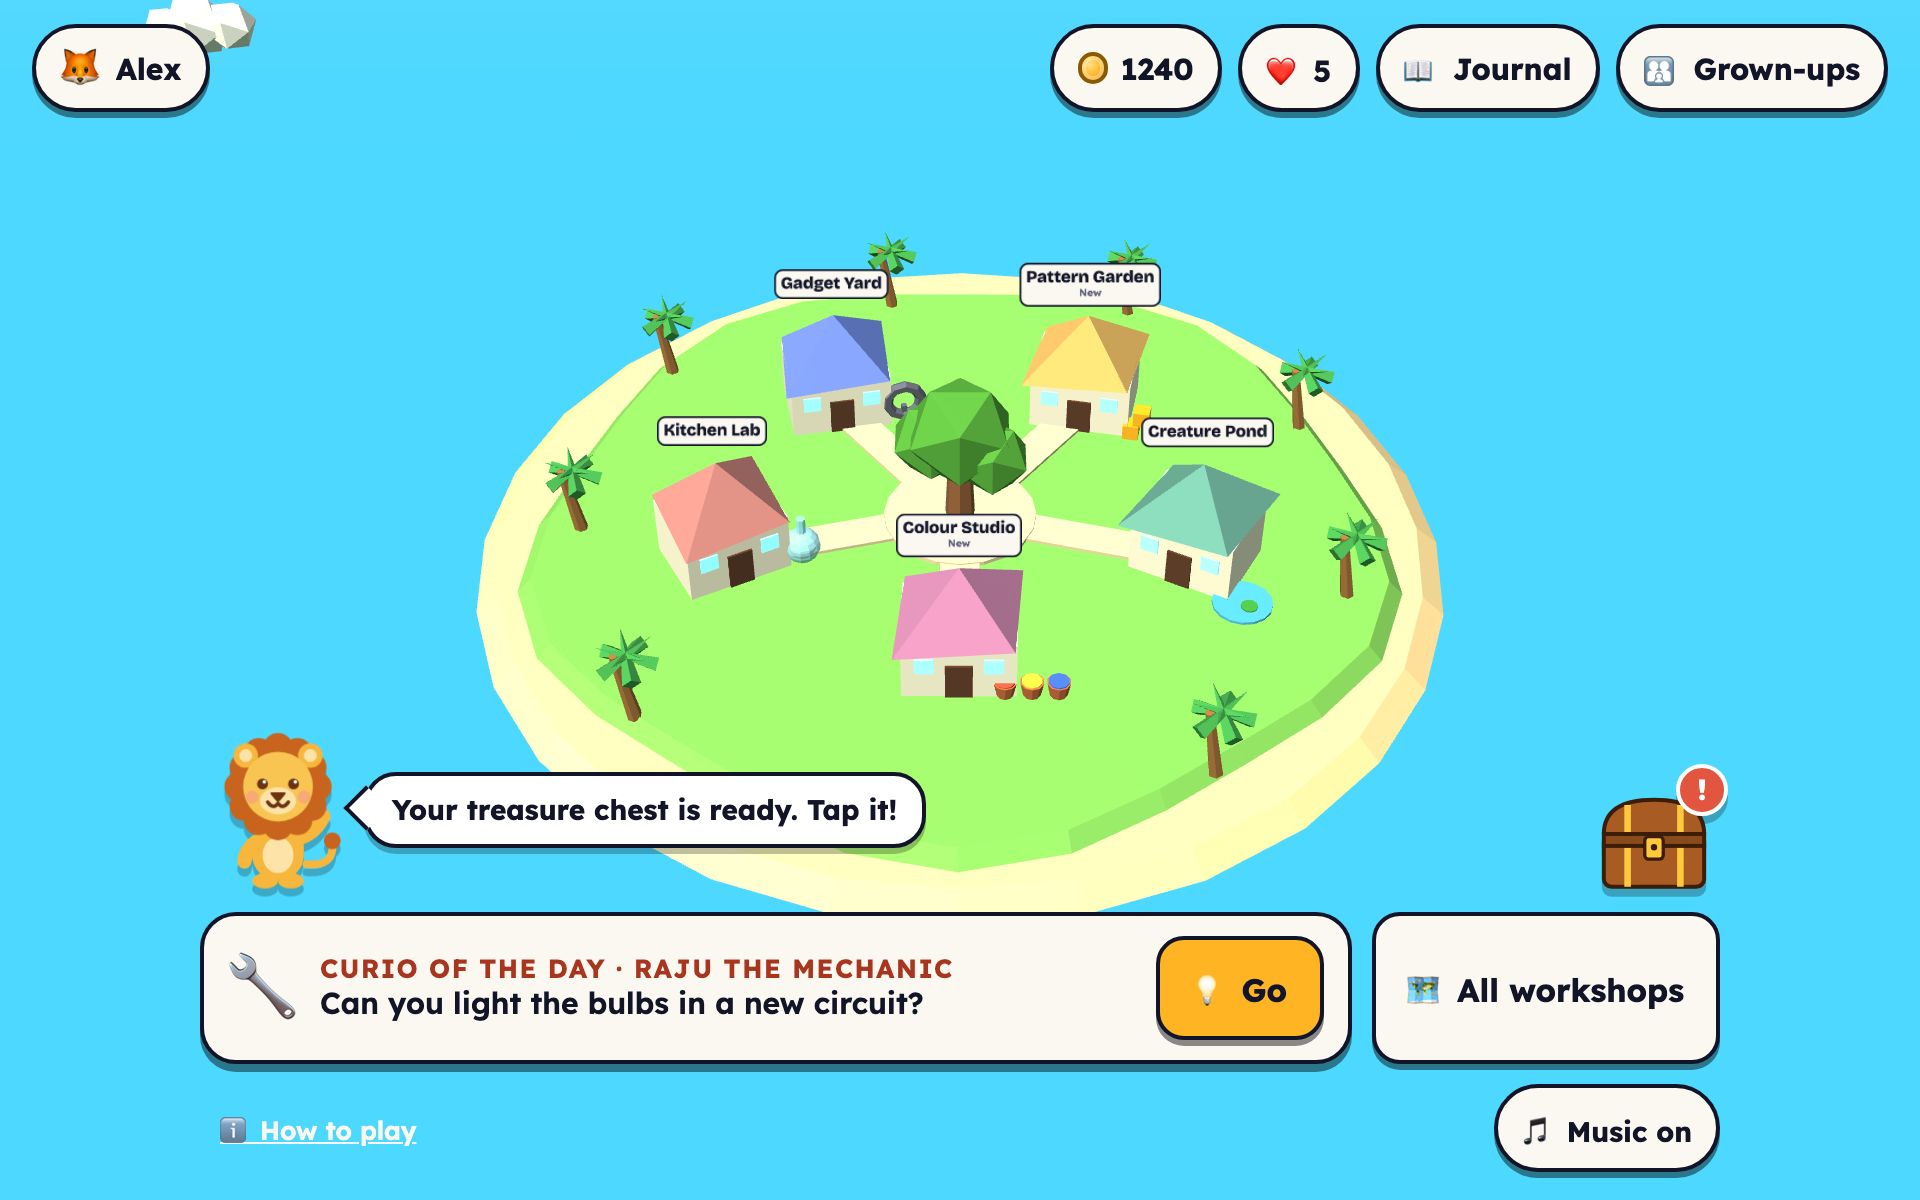 Alex
1240
5
Journal
Grown-ups
Gadget Yard
Pattern Garden
New
Kitchen Lab
Creature Pond
Colour Studio
New
Your treasure chest is ready. Tap it!
!
CURIO OF THE DAY · RAJU THE MECHANIC
Can you light the bulbs in a new circuit?
Go
All workshops
How to play
Music on